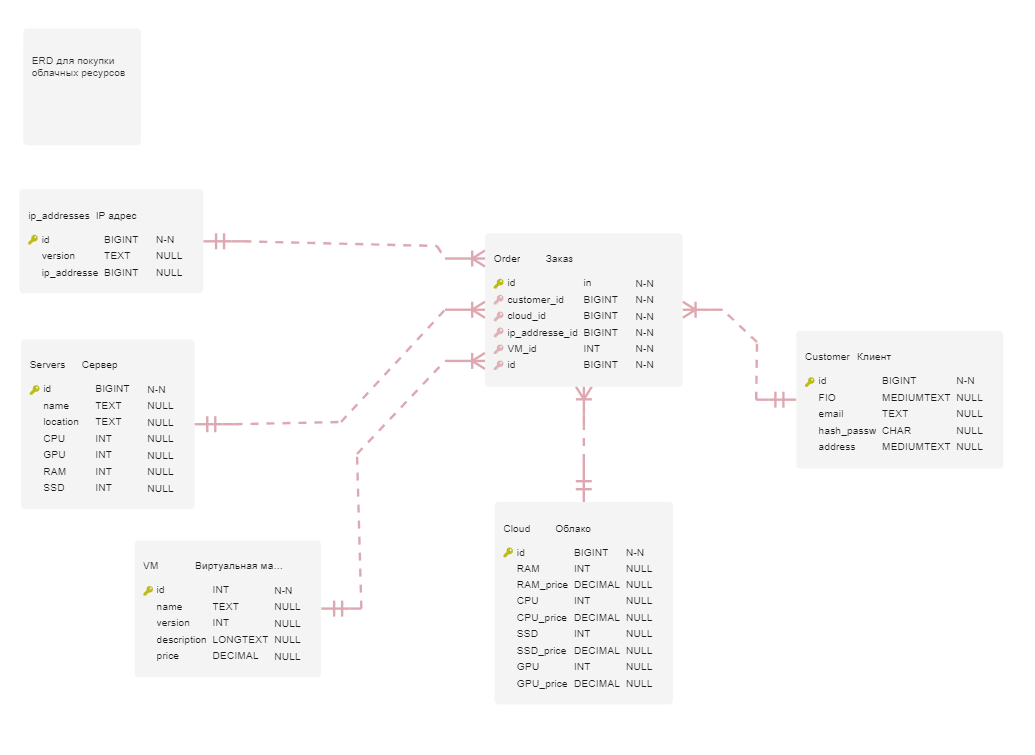 ERD для покупки
облачных ресурсов
ip_addresses IP адрес
id BIGINT N-N
version TEXT NULL
ip_addresse BIGINT NULL
Order Заказ
id in N-N
customer_id BIGINT N-N
cloud_id BIGINT N-N
ip_addresse_id BIGINT N-N
VM_id INT N-N
id BIGINT N-N
Servers Сервер
id BIGINT N-N
name TEXT NULL
location TEXT NULL
CPU INT NULL
GPU INT NULL
RAM INT NULL
SSD INT NULL
Customer Клиент
id BIGINT N-N
FIO MEDIUMTEXT NULL
email TEXT NULL
hash_passw CHAR NULL
address MEDIUMTEXT NULL
VM Виртуальная ма...
id INT N-N
name TEXT NULL
version INT NULL
description LONGTEXT NULL
price DECIMAL NULL
Cloud Облако
id BIGINT N-N
RAM INT NULL
RAM_price DECIMAL NULL
CPU INT NULL
CPU_price DECIMAL NULL
SSD INT NULL
SSD_price DECIMAL NULL
GPU INT NULL
GPU_price DECIMAL NULL